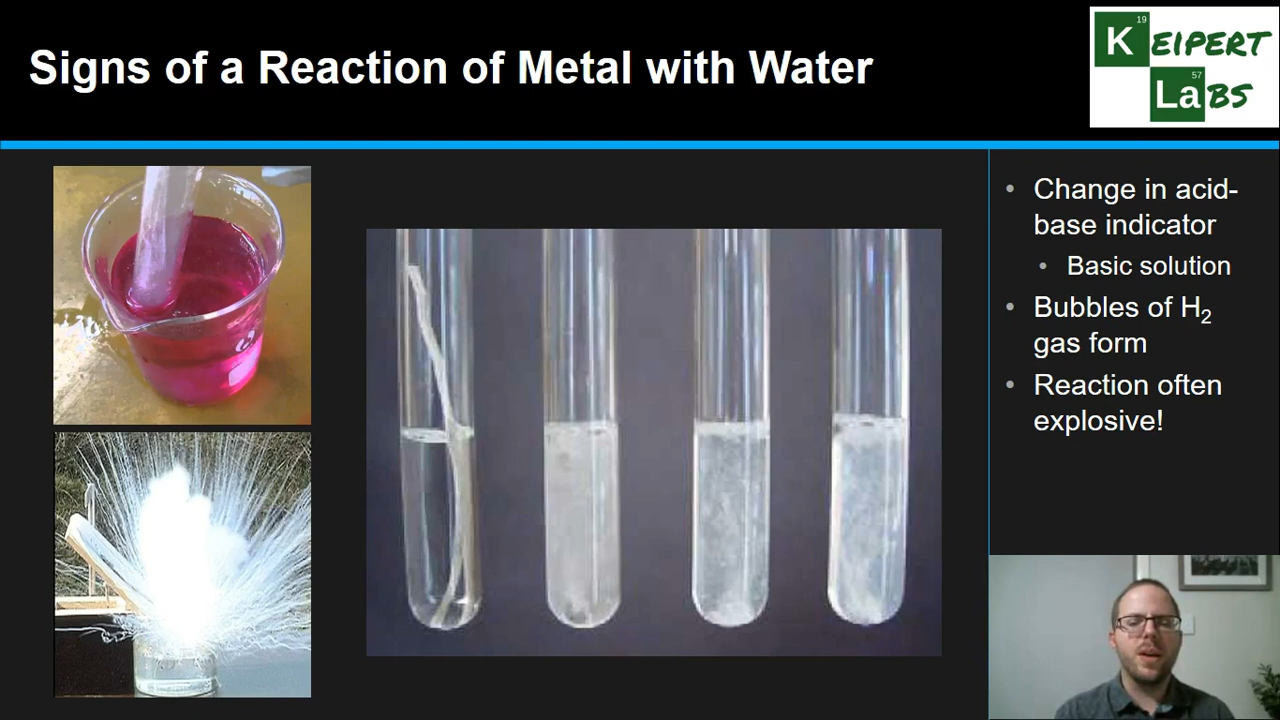 Signs of a Reaction of Metal with Water
19
K EIPERT
57
La BS
• Change in acid-
base indicator
• Basic solution
• Bubbles of H₂
gas form
• Reaction often
explosive!